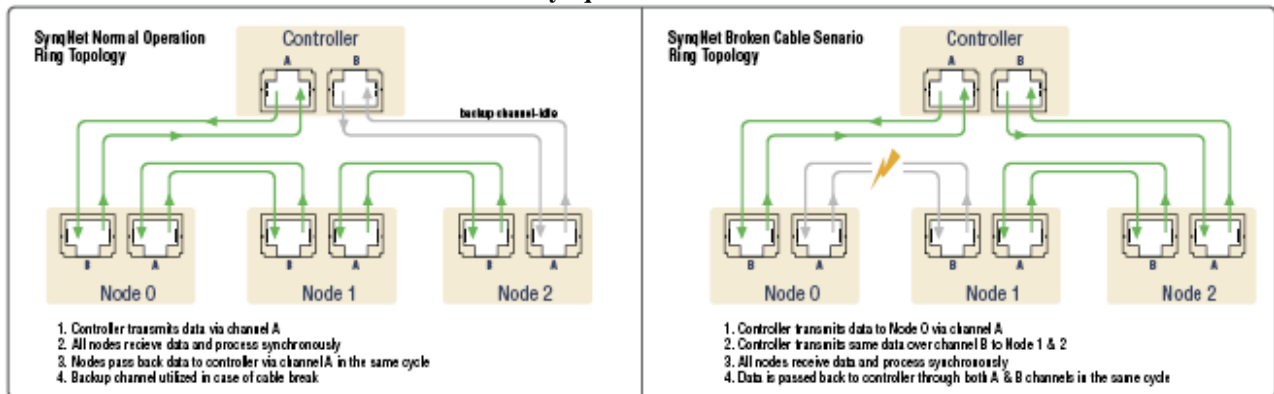 SynqNet Normal Operation
Ring Topology
Controller
A
B
backup channel-idle
B
A
B
A
B
A
Node 0
Node 1
Node 2
1. Controller transmits data via channel A
2. All nodes recieve data and process synchronously
3. Nodes pass back data to controller via channel A in the same cycle
4. Backup channel utilized in case of cable break
SynqNet Broken Cable Senario
Ring Topology
Controller
A
B
B
A
B
A
B
A
Node 0
Node 1
Node 2
1. Controller transmits data to Node 0 via channel A
2. Controller transmits same data over channel B to Node 1 & 2
3. All nodes receive data and process synchronously
4. Data is passed back to controller through both A & B channels in the same cycle